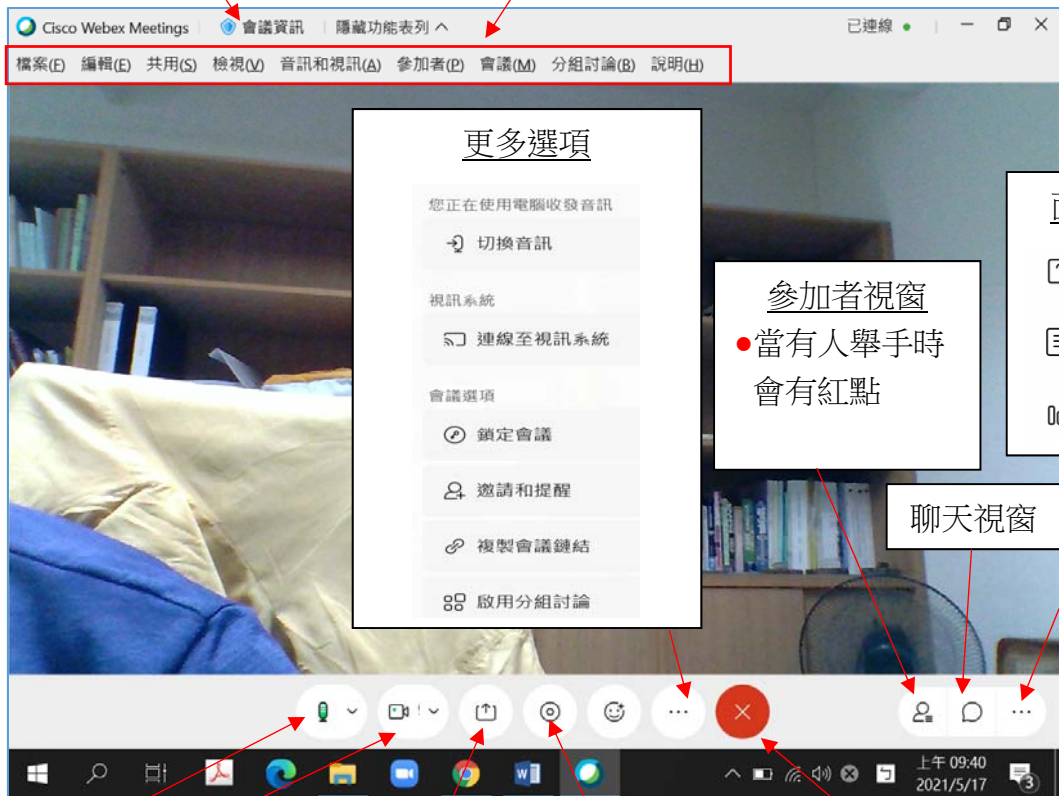 Cisco Webex Meetings 會議資訊 隱藏功能表列 已連線
檔案(F) 編輯(E) 共用(S) 檢視(V) 音訊和視訊(A) 參加者(P) 會議(M) 分組討論(B) 說明(H)
更多選項
您正在使用電腦收發音訊
切換音訊
視訊系統
連線至視訊系統
會議選項
鎖定會議
邀請和提醒
複製會議鏈結
啟用分組討論
參加者視窗
●當有人舉手時
會有紅點
聊天視窗
上午 09:40
2021/5/17
3